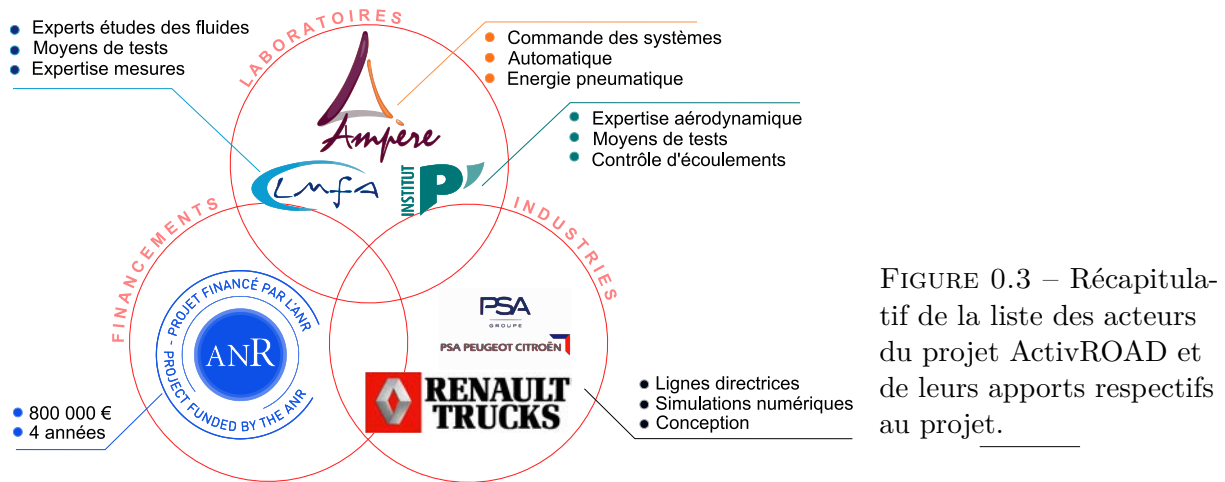 Experts études des fluides
Moyens de tests
Expertise mesures
LABORATOIRES
Commande des systèmes
Automatique
Energie pneumatique
Ampère
Expertise aérodynamique
Moyens de tests
Contrôle d'écoulements
LMFA
INSTITUT
P'
FINANCEMENTS
INDUSTRIES
- PROJET FINANCÉ PAR L'ANR
- PROJECT FUNDED BY THE ANR
ANR
800 000 €
4 années
PSA
GROUPE
PSA PEUGEOT CITROËN
RENAULT
TRUCKS
Lignes directrices
Simulations numériques
Conception
FIGURE 0.3 – Récapitula-
tif de la liste des acteurs
du projet ActivROAD et
de leurs apports respectifs
au projet.